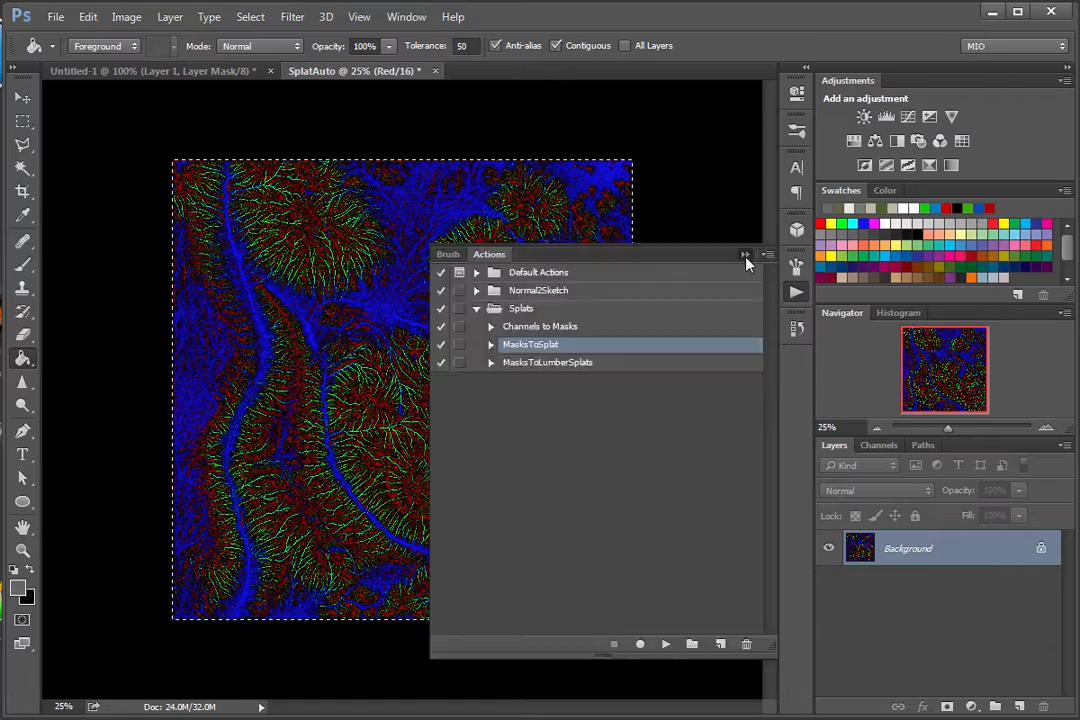 Ps File Edit Image Layer Type Select Filter 3D View Window Help
Foreground Mode: Normal Opacity: 100% Tolerance: 50 Anti-alias Contiguous All Layers MIO
Untitled-1 @ 100% (Layer 1, Layer Mask/8) * SplatAuto @ 25% (Red/16) *
Adjustments
Add an adjustment
Swatches Color
Brush Actions
Default Actions
Normal2Sketch
Splats
Channels to Masks
MasksToSplat
MasksToLumberSplats
Navigator Histogram
25%
Layers Channels Paths
Kind
Normal Opacity: 100%
Lock: Fill: 100%
Background
25% Doc: 24.0M/32.0M